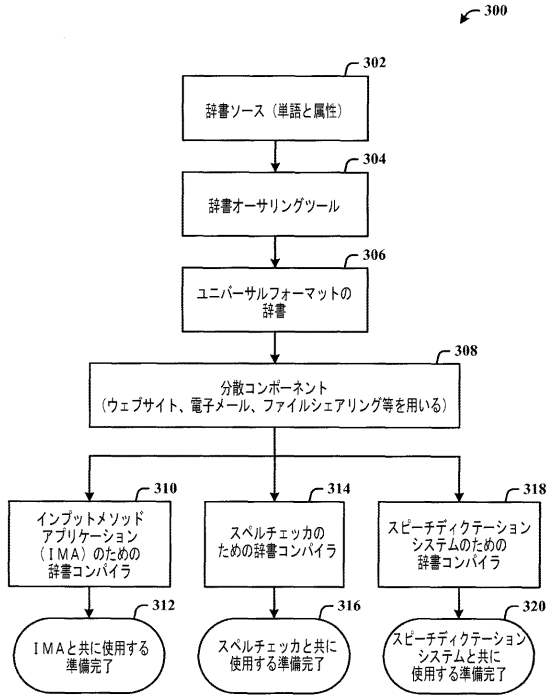 300
302
辞書ソース（単語と属性）
304
辞書オーサリングツール
306
ユニバーサルフォーマットの
辞書
308
分散コンポーネント
（ウェブサイト、電子メール、ファイルシェアリング等を用いる）
310
インプットメソッド
アプリケーション
（ＩＭＡ）のための
辞書コンパイラ
314
スペルチェッカ
のための辞書コンパイラ
318
スピーチディクテーション
システムのための
辞書コンパイラ
312
ＩＭＡと共に使用する
準備完了
316
スペルチェッカと共に
使用する準備完了
320
スピーチディクテーション
システムと共に
使用する準備完了